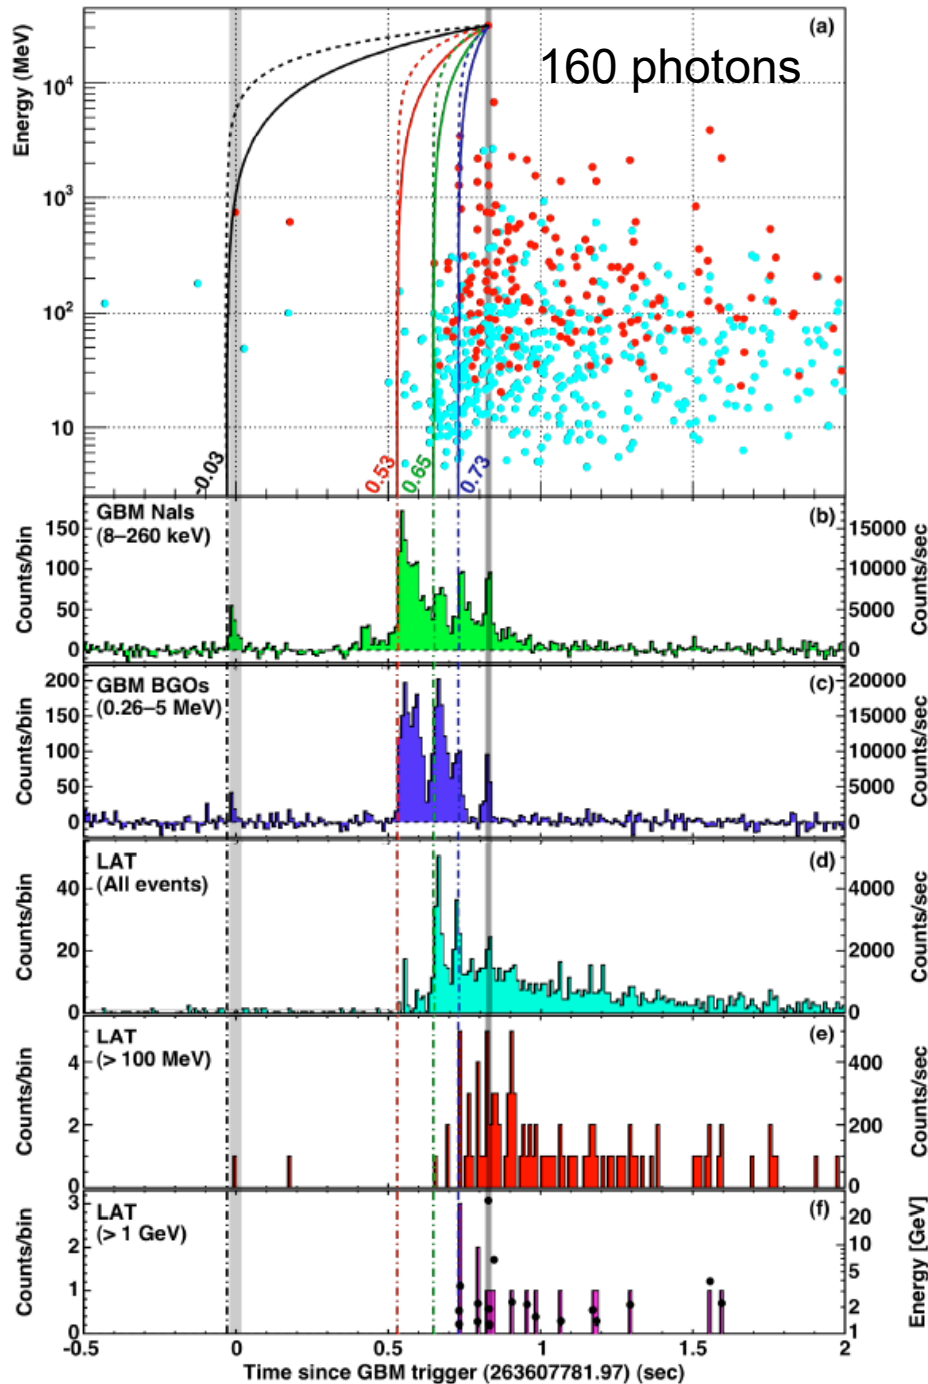 (a)
160 photons
Energy (MeV)
10⁴
10³
10²
10
-0.03
0.53
0.65
0.73
GBM NaIs
(8–260 keV)
(b)
Counts/bin
150
100
50
0
15000
10000
5000
0
Counts/sec
GBM BGOs
(0.26–5 MeV)
(c)
Counts/bin
200
150
100
50
0
20000
15000
10000
5000
0
Counts/sec
LAT
(All events)
(d)
Counts/bin
40
20
0
4000
2000
0
Counts/sec
LAT
(> 100 MeV)
(e)
Counts/bin
4
2
0
400
200
0
Counts/sec
LAT
(> 1 GeV)
(f)
Counts/bin
3
2
1
0
20
10
5
2
1
Energy [GeV]
-0.5
0
0.5
1
1.5
2
Time since GBM trigger (263607781.97) (sec)